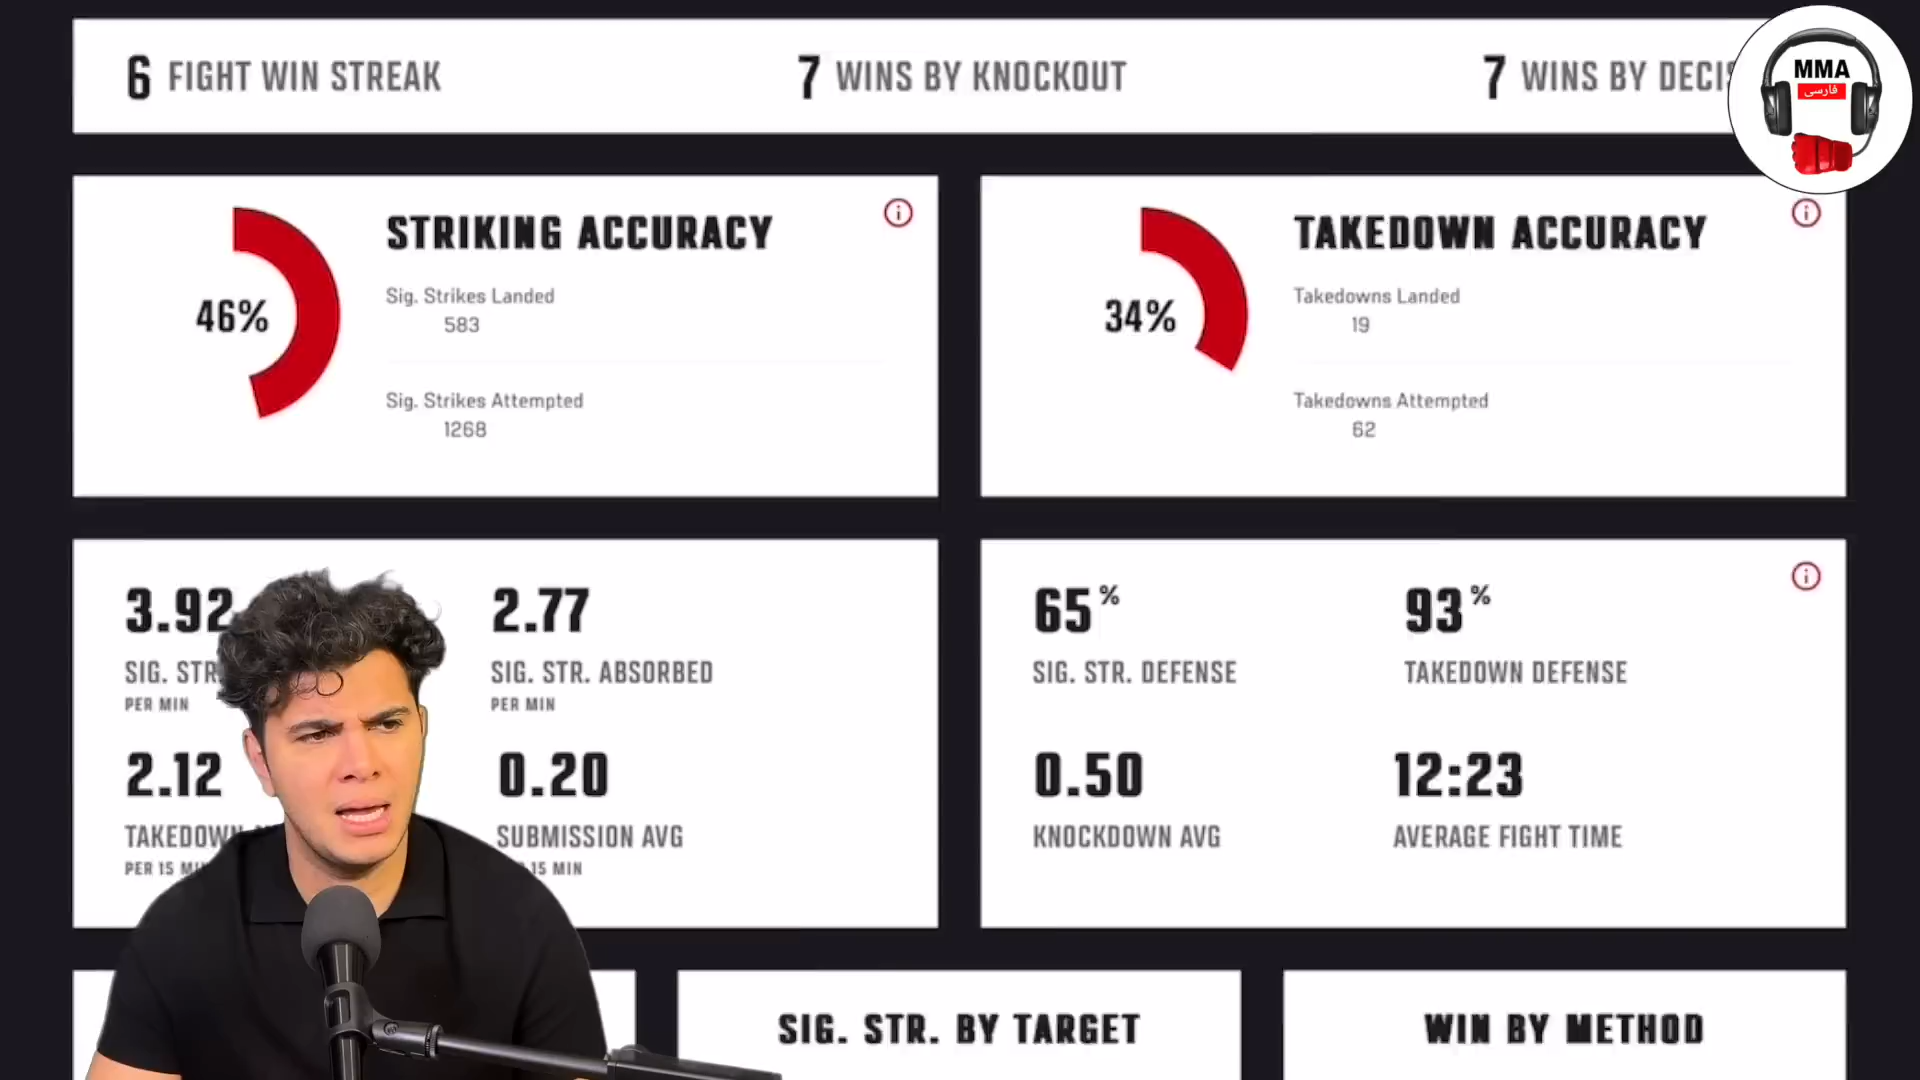 6 FIGHT WIN STREAK
7 WINS BY KNOCKOUT
7 WINS BY
MMA
فارسی
STRIKING ACCURACY
46%
Sig. Strikes Landed
583
Sig. Strikes Attempted
1268
TAKEDOWN ACCURACY
34%
Takedowns Landed
19
Takedowns Attempted
62
3.92
SIG. STR.
PER MIN
2.77
SIG. STR. ABSORBED
PER MIN
2.12
TAKEDOWN
PER 15 MIN
0.20
SUBMISSION AVG
15 MIN
65%
SIG. STR. DEFENSE
93%
TAKEDOWN DEFENSE
0.50
KNOCKDOWN AVG
12:23
AVERAGE FIGHT TIME
SIG. STR. BY TARGET
WIN BY METHOD